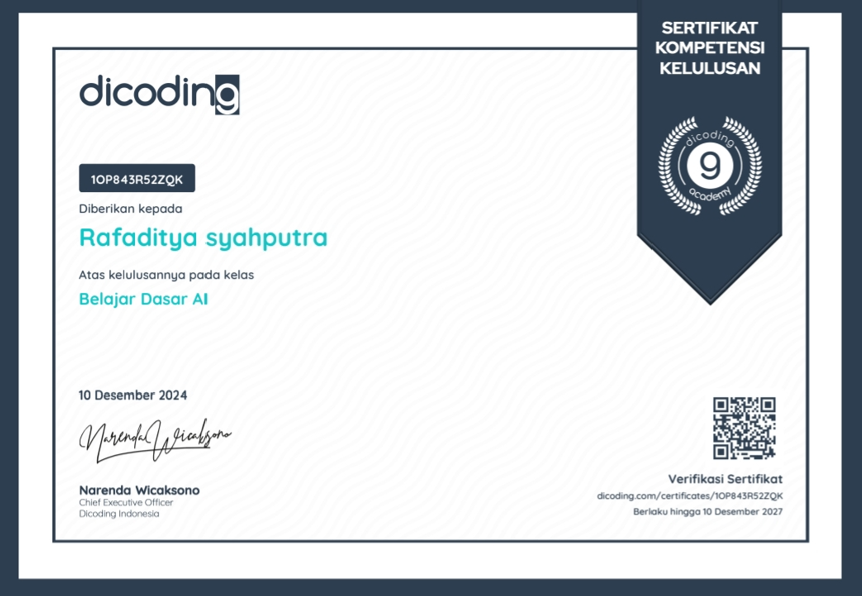 SERTIFIKAT
KOMPETENSI
KELULUSAN
dicoding
dicoding
9
academy
1OP843R52ZQK
Diberikan kepada
Rafaditya syahputra
Atas kelulusannya pada kelas
Belajar Dasar AI
10 Desember 2024
Narenda Wicaksono
Narenda Wicaksono
Chief Executive Officer
Dicoding Indonesia
Verifikasi Sertifikat
dicoding.com/certificates/1OP843R52ZQK
Berlaku hingga 10 Desember 2027